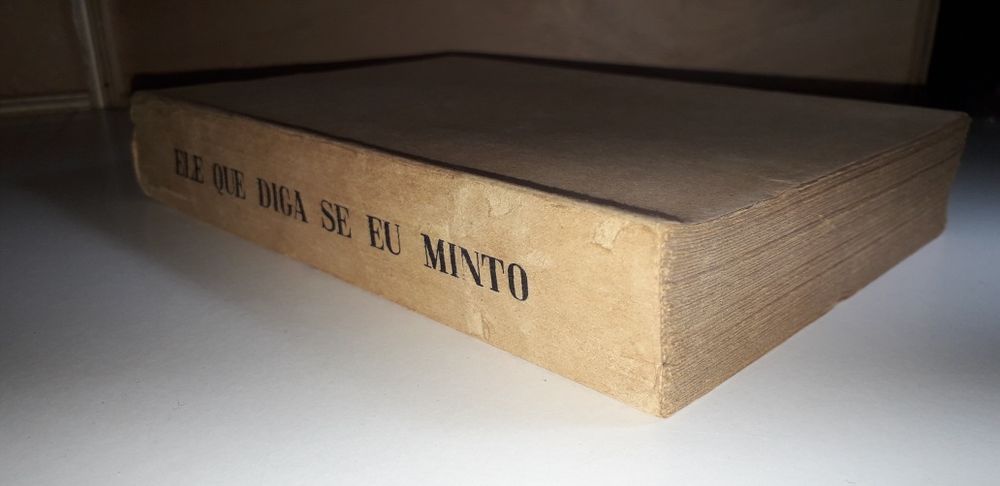 ELE QUE DIGA SE EU MINTO